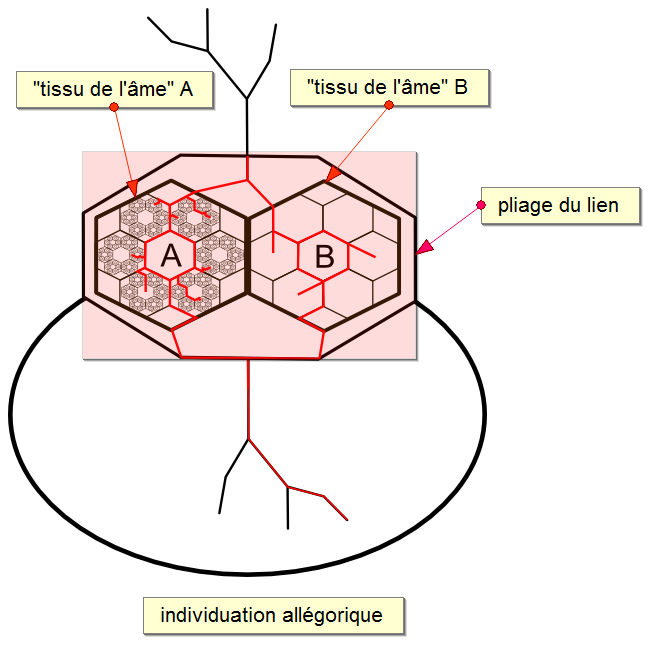 "tissu de l'âme" A
"tissu de l'âme" B
pliage du lien
A
B
individuation allégorique